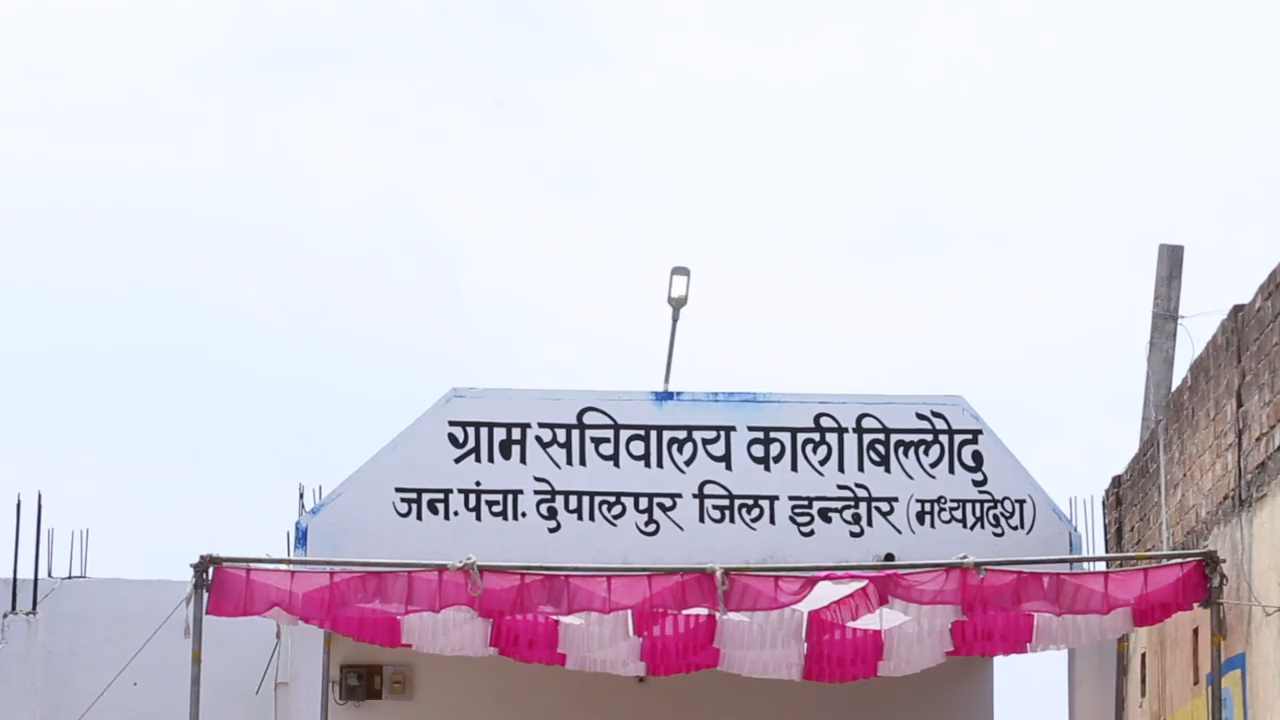 ग्राम सचिवालय काली बिल्लौद
जन.पंचा. देपालपुर जिला इन्दौर (मध्यप्रदेश)